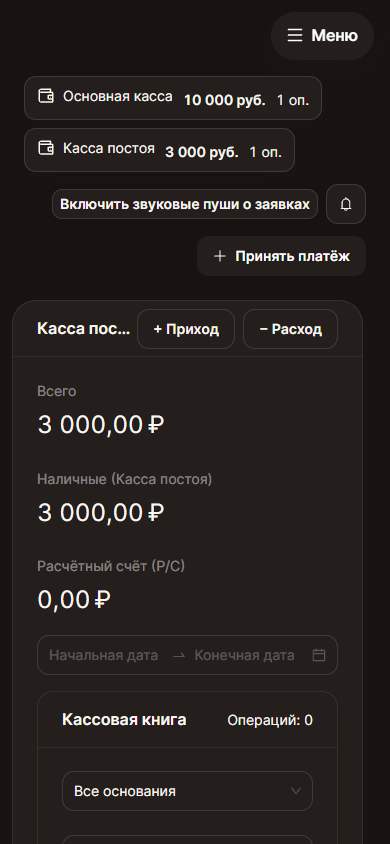 Меню
Основная касса 10 000 руб. 1 оп.
Касса постоя 3 000 руб. 1 оп.
Включить звуковые пуши о заявках
+ Принять платёж
Касса пос... + Приход − Расход
Всего
3 000,00 ₽
Наличные (Касса постоя)
3 000,00 ₽
Расчётный счёт (Р/С)
0,00 ₽
Начальная дата → Конечная дата
Кассовая книга Операций: 0
Все основания